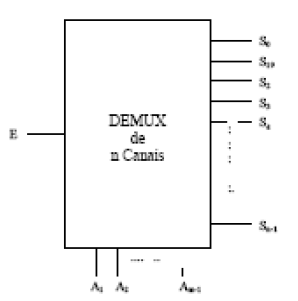 DEMUX
de
n Canais
E
S₀
S₂
S₃
S₄
Sₙ₋₁
A₁
A₂
Aₘ₋₁